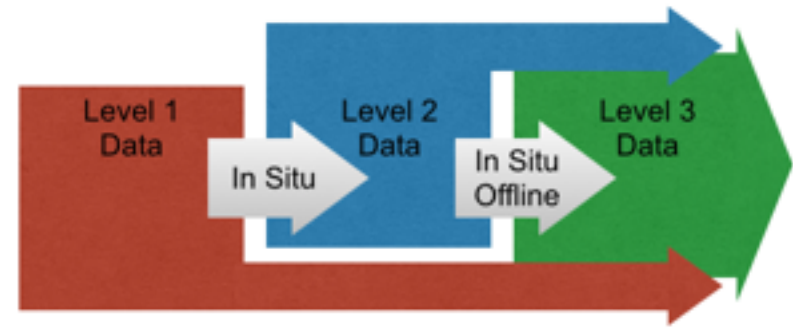 Level 1
Data
In Situ
Level 2
Data
In Situ
Offline
Level 3
Data